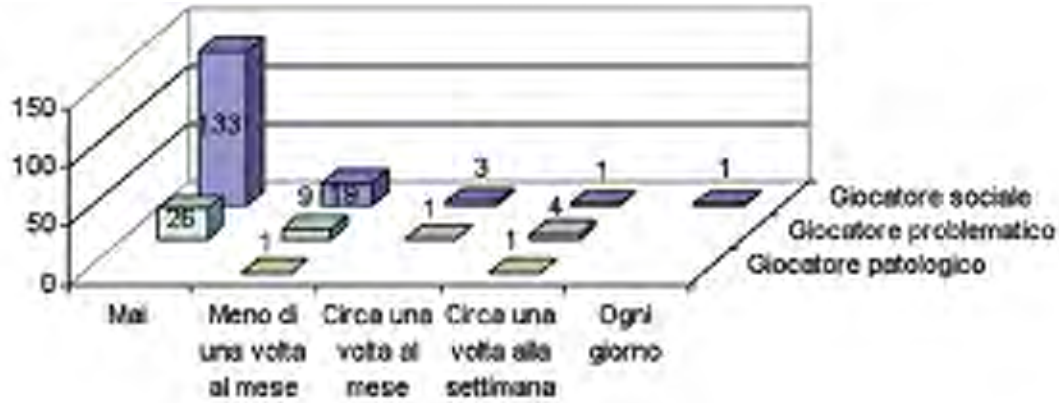 150
100
50
0
133
19
3
1
1
26
9
1
4
1
1
Giocatore sociale
Giocatore problematico
Giocatore patologico
Mai
Meno di
una volta
al mese
Circa una
volta al
mese
Circa una
volta alla
settimana
Ogni
giorno